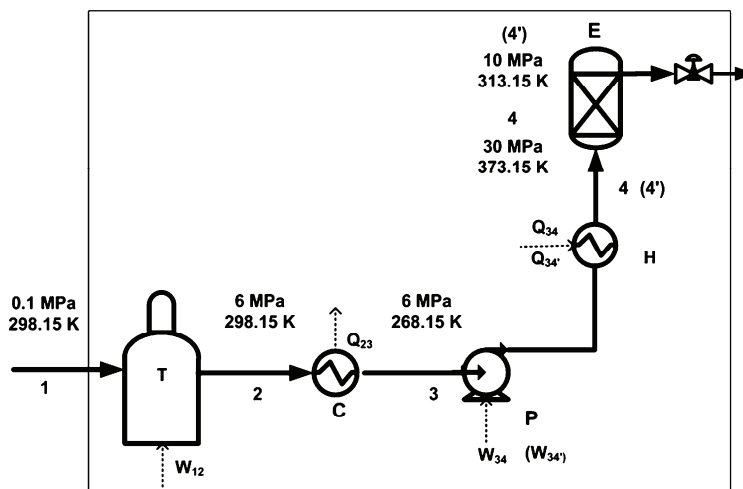 (4')
E
10 MPa
313.15 K
4
30 MPa
373.15 K
4 (4')
Q34
Q34'
H
0.1 MPa
298.15 K
6 MPa
298.15 K
6 MPa
268.15 K
Q23
T
1
2
C
3
P
W12
W34 (W34')